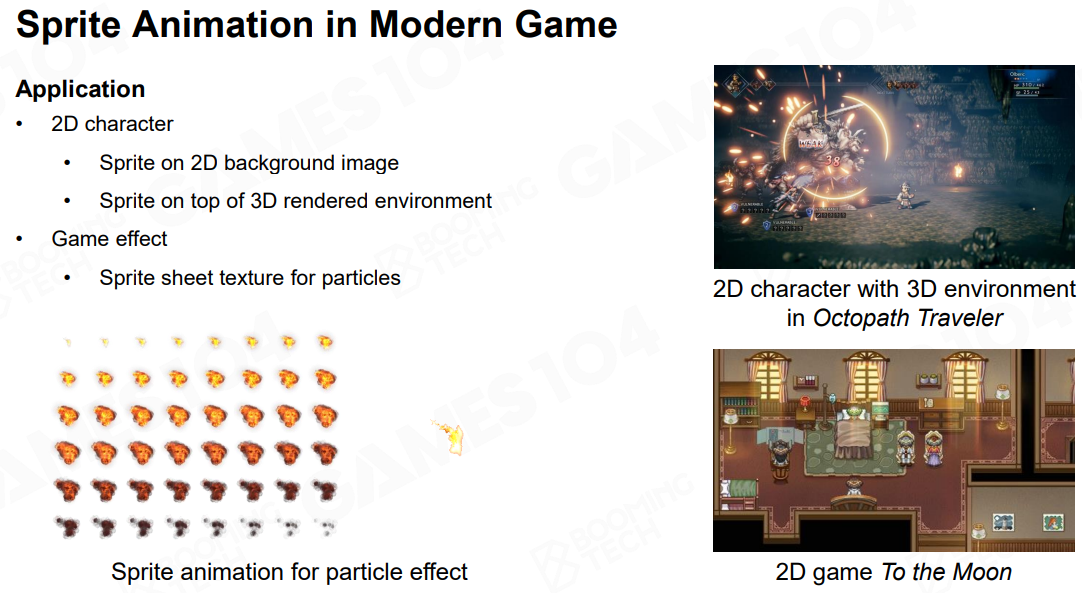 Sprite Animation in Modern Game
Application
• 2D character
• Sprite on 2D background image
• Sprite on top of 3D rendered environment
• Game effect
• Sprite sheet texture for particles
Sprite animation for particle effect
2D character with 3D environment
in Octopath Traveler
2D game To the Moon
GAMES104
BOOMING
TECH